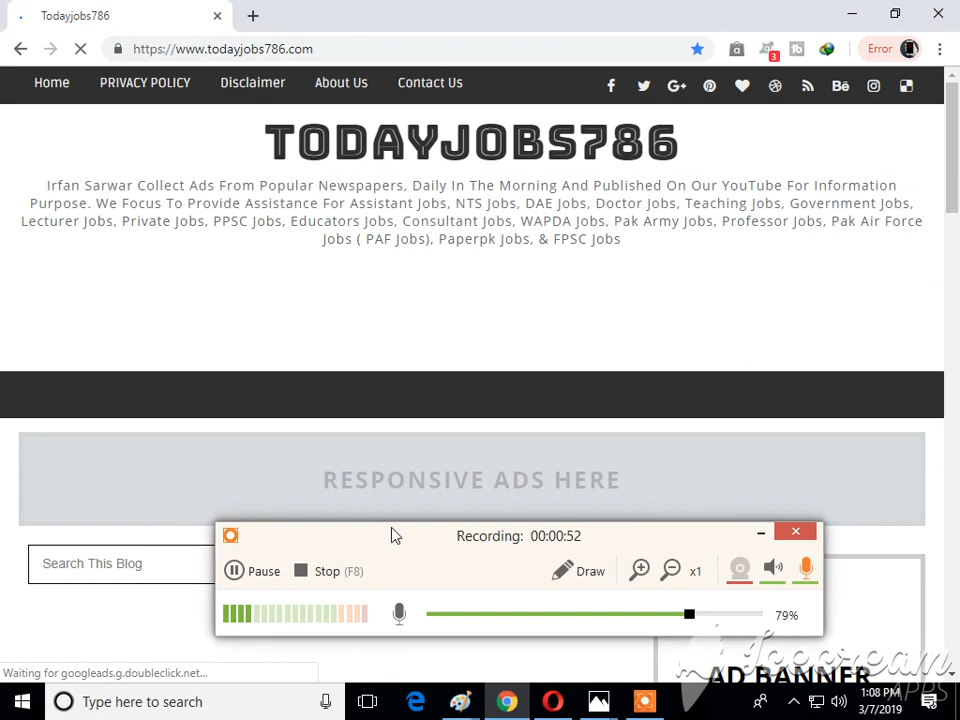 Todayjobs786
https://www.todayjobs786.com
3
Error
Home PRIVACY POLICY Disclaimer About Us Contact Us
TODAYJOBS786
Irfan Sarwar Collect Ads From Popular Newspapers, Daily In The Morning And Published On Our YouTube For Information
Purpose. We Focus To Provide Assistance For Assistant Jobs, NTS Jobs, DAE Jobs, Doctor Jobs, Teaching Jobs, Government Jobs,
Lecturer Jobs, Private Jobs, PPSC Jobs, Educators Jobs, Consultant Jobs, WAPDA Jobs, Pak Army Jobs, Professor Jobs, Pak Air Force
Jobs ( PAF Jobs), Paperpk Jobs, & FPSC Jobs
RESPONSIVE ADS HERE
Recording: 00:00:52
Search This Blog
Pause Stop (F8) Draw x1
79%
Icecream
APPS
AD BANNER
Waiting for googleads.g.doubleclick.net...
Type here to search
1:08 PM
3/7/2019